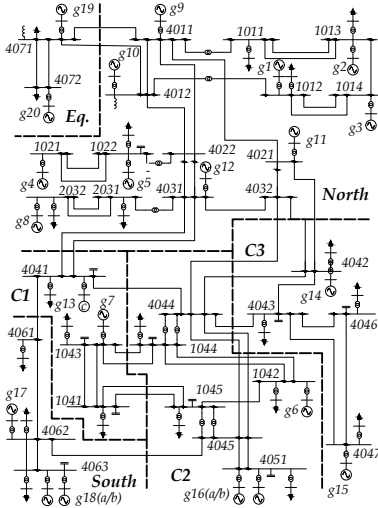 g19
g9
4071
4011
1011
1013
g10
g1
g2
4072
4012
1012
1014
g20
g3
Eq.
g11
1021
1022
4022
g12
4021
g4
2032
2031
g5
4031
4032
g8
North
C3
4041
4042
C1
g13
g7
4044
4043
g14
4046
4061
C
1043
1044
1042
g17
1041
1045
g6
4062
4045
4047
4063
South
C2
4051
g15
g18(a/b)
g16(a/b)